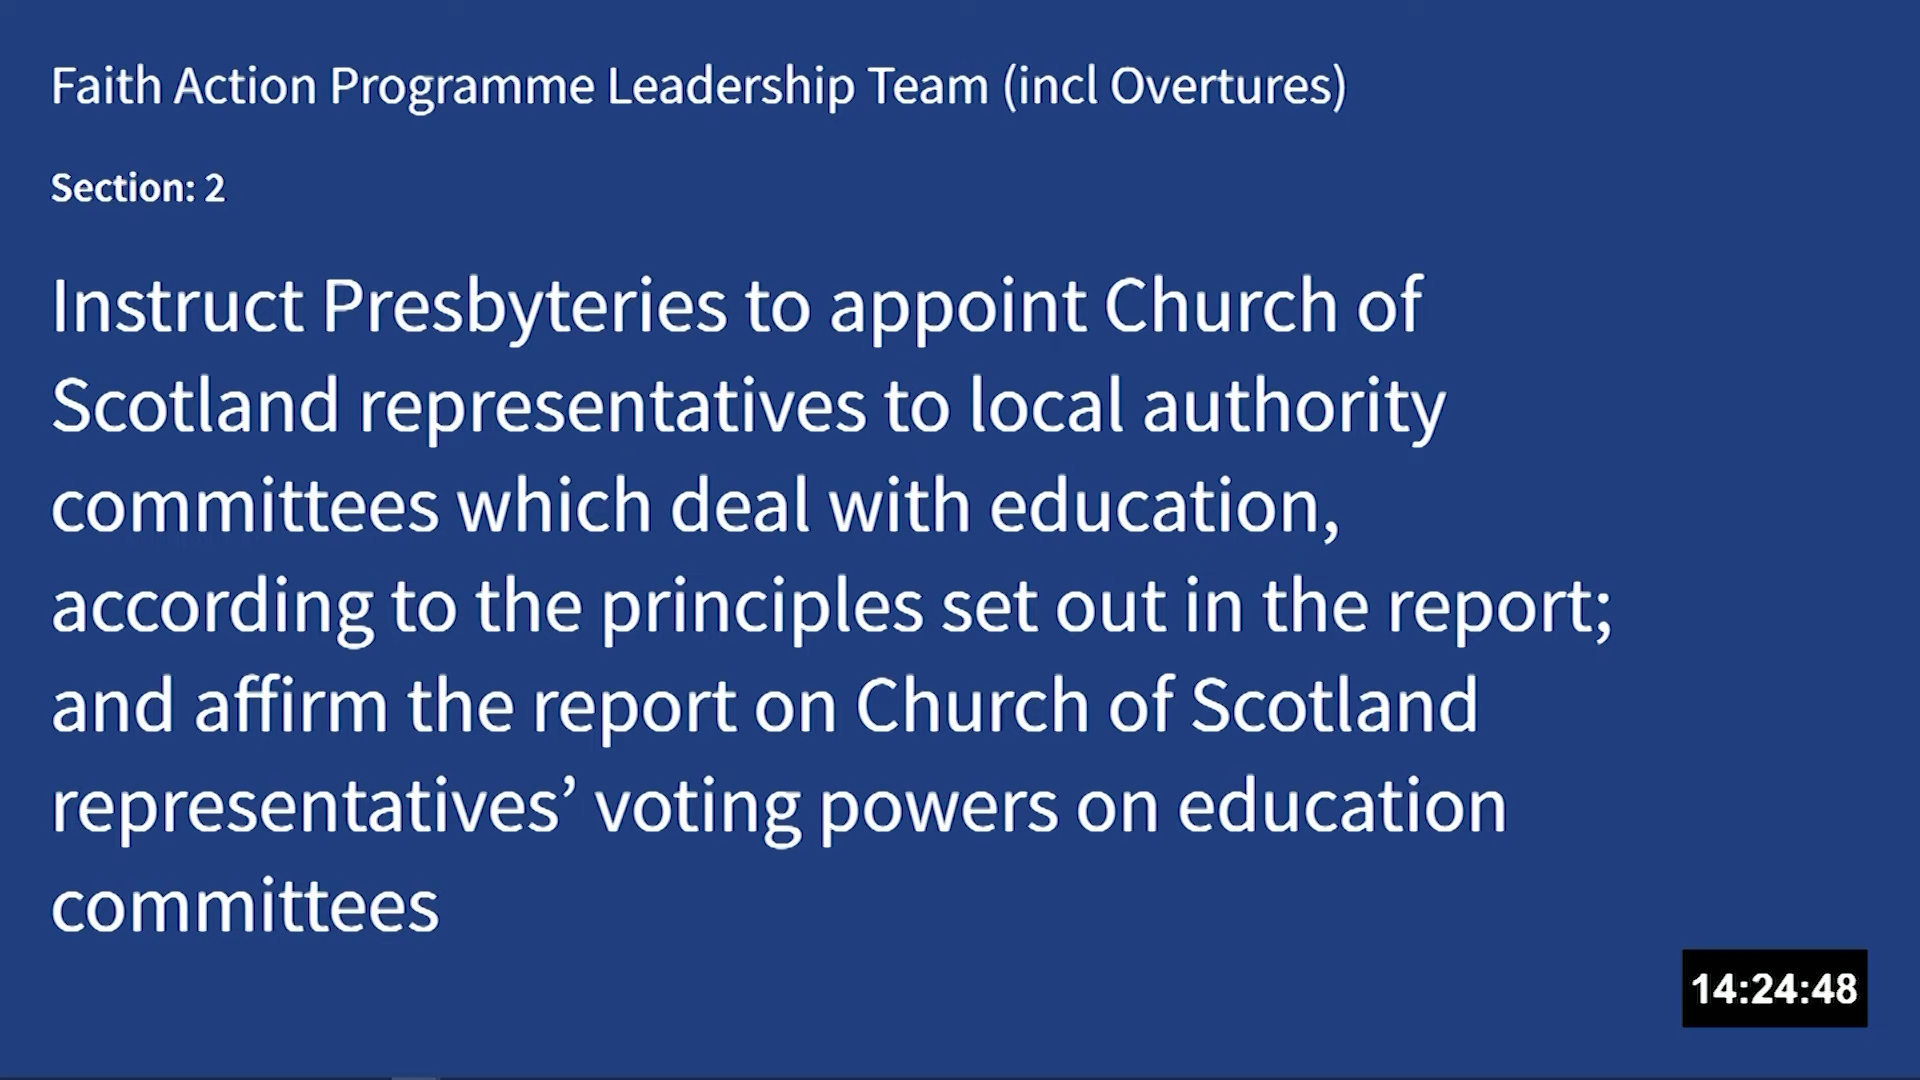 Faith Action Programme Leadership Team (incl Overtures)
Section: 2
Instruct Presbyteries to appoint Church of
Scotland representatives to local authority
committees which deal with education,
according to the principles set out in the report;
and affirm the report on Church of Scotland
representatives’ voting powers on education
committees
14:24:48